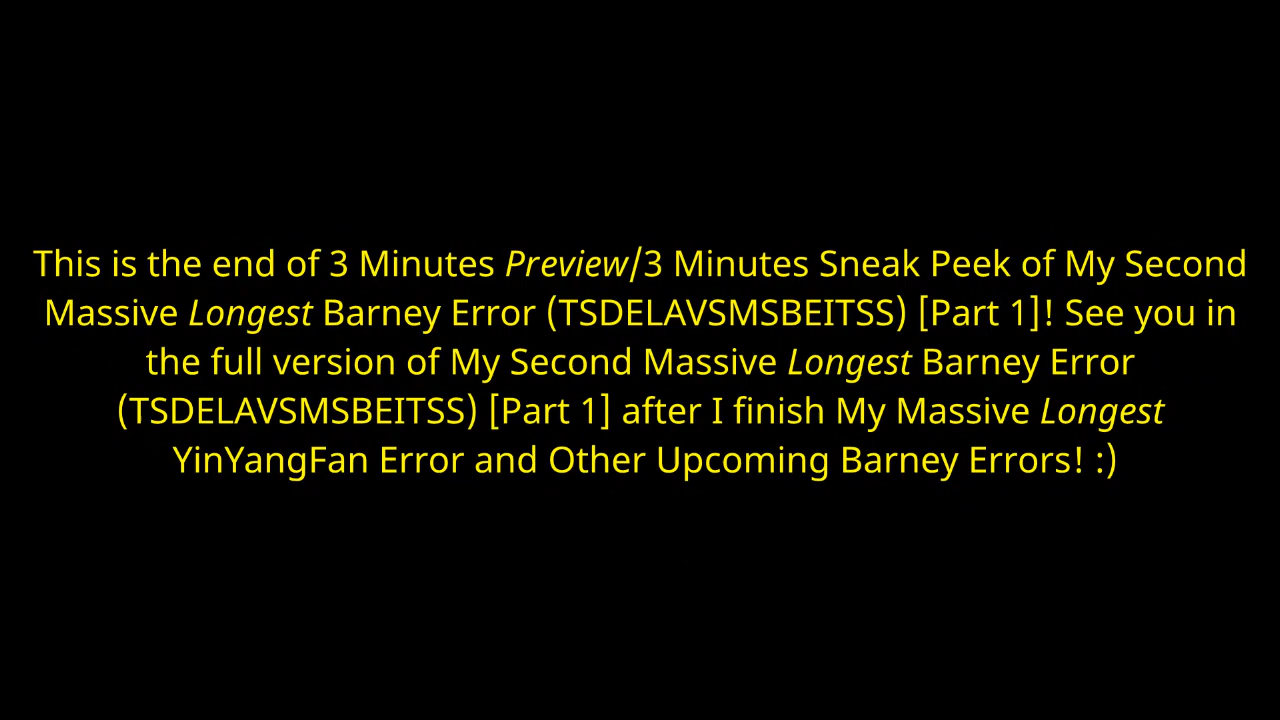 This is the end of 3 Minutes Preview/3 Minutes Sneak Peek of My Second
Massive Longest Barney Error (TSDELAVSMSBEITSS) [Part 1]! See you in
the full version of My Second Massive Longest Barney Error
(TSDELAVSMSBEITSS) [Part 1] after I finish My Massive Longest
YinYangFan Error and Other Upcoming Barney Errors! :)